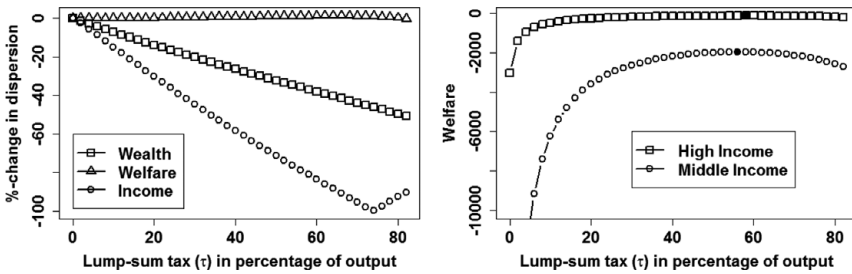 %-change in dispersion
0
-20
-40
-60
-80
-100
Wealth
Welfare
Income
0 20 40 60 80
Lump-sum tax (τ) in percentage of output
Welfare
0
-2000
-6000
-10000
High Income
Middle Income
0 20 40 60 80
Lump-sum tax (τ) in percentage of output